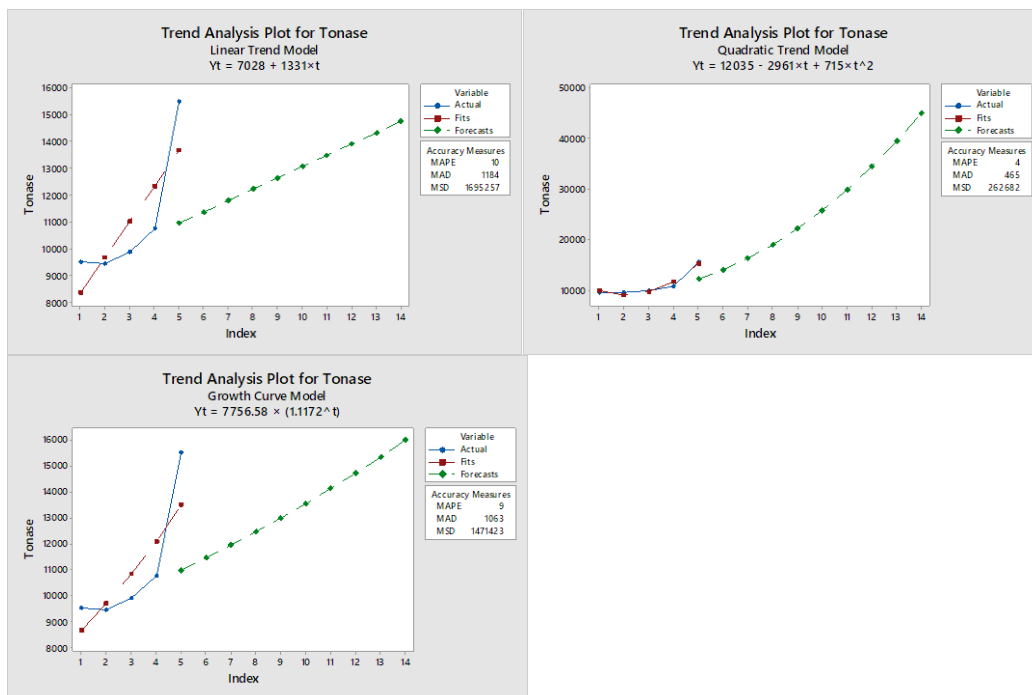 Trend Analysis Plot for Tonase
Linear Trend Model
Yt = 7028 + 1331×t
16000
15000
14000
13000
12000
11000
10000
9000
8000
Tonase
1 2 3 4 5 6 7 8 9 10 11 12 13 14
Index
Variable
Actual
Fits
Forecasts
Accuracy Measures
MAPE 10
MAD 1184
MSD 1695257
Trend Analysis Plot for Tonase
Quadratic Trend Model
Yt = 12035 - 2961×t + 715×t^2
50000
40000
30000
20000
10000
Tonase
1 2 3 4 5 6 7 8 9 10 11 12 13 14
Index
Variable
Actual
Fits
Forecasts
Accuracy Measures
MAPE 4
MAD 465
MSD 262682
Trend Analysis Plot for Tonase
Growth Curve Model
Yt = 7756.58 × (1.1172^t)
16000
15000
14000
13000
12000
11000
10000
9000
8000
Tonase
1 2 3 4 5 6 7 8 9 10 11 12 13 14
Index
Variable
Actual
Fits
Forecasts
Accuracy Measures
MAPE 9
MAD 1063
MSD 1471423